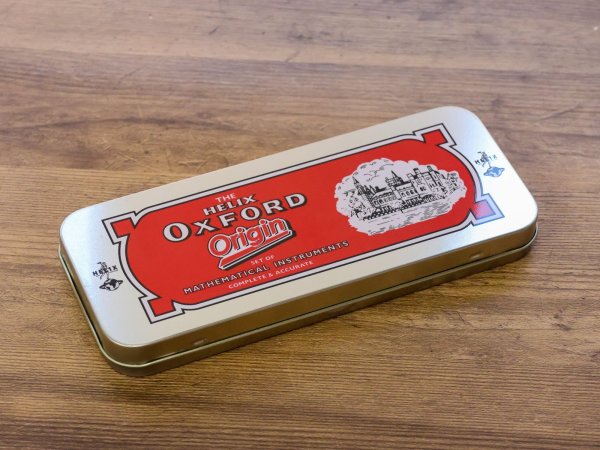 THE
HELIX
OXFORD
Origin
SET OF
MATHEMATICAL INSTRUMENTS
COMPLETE & ACCURATE
HELIX
HELIX